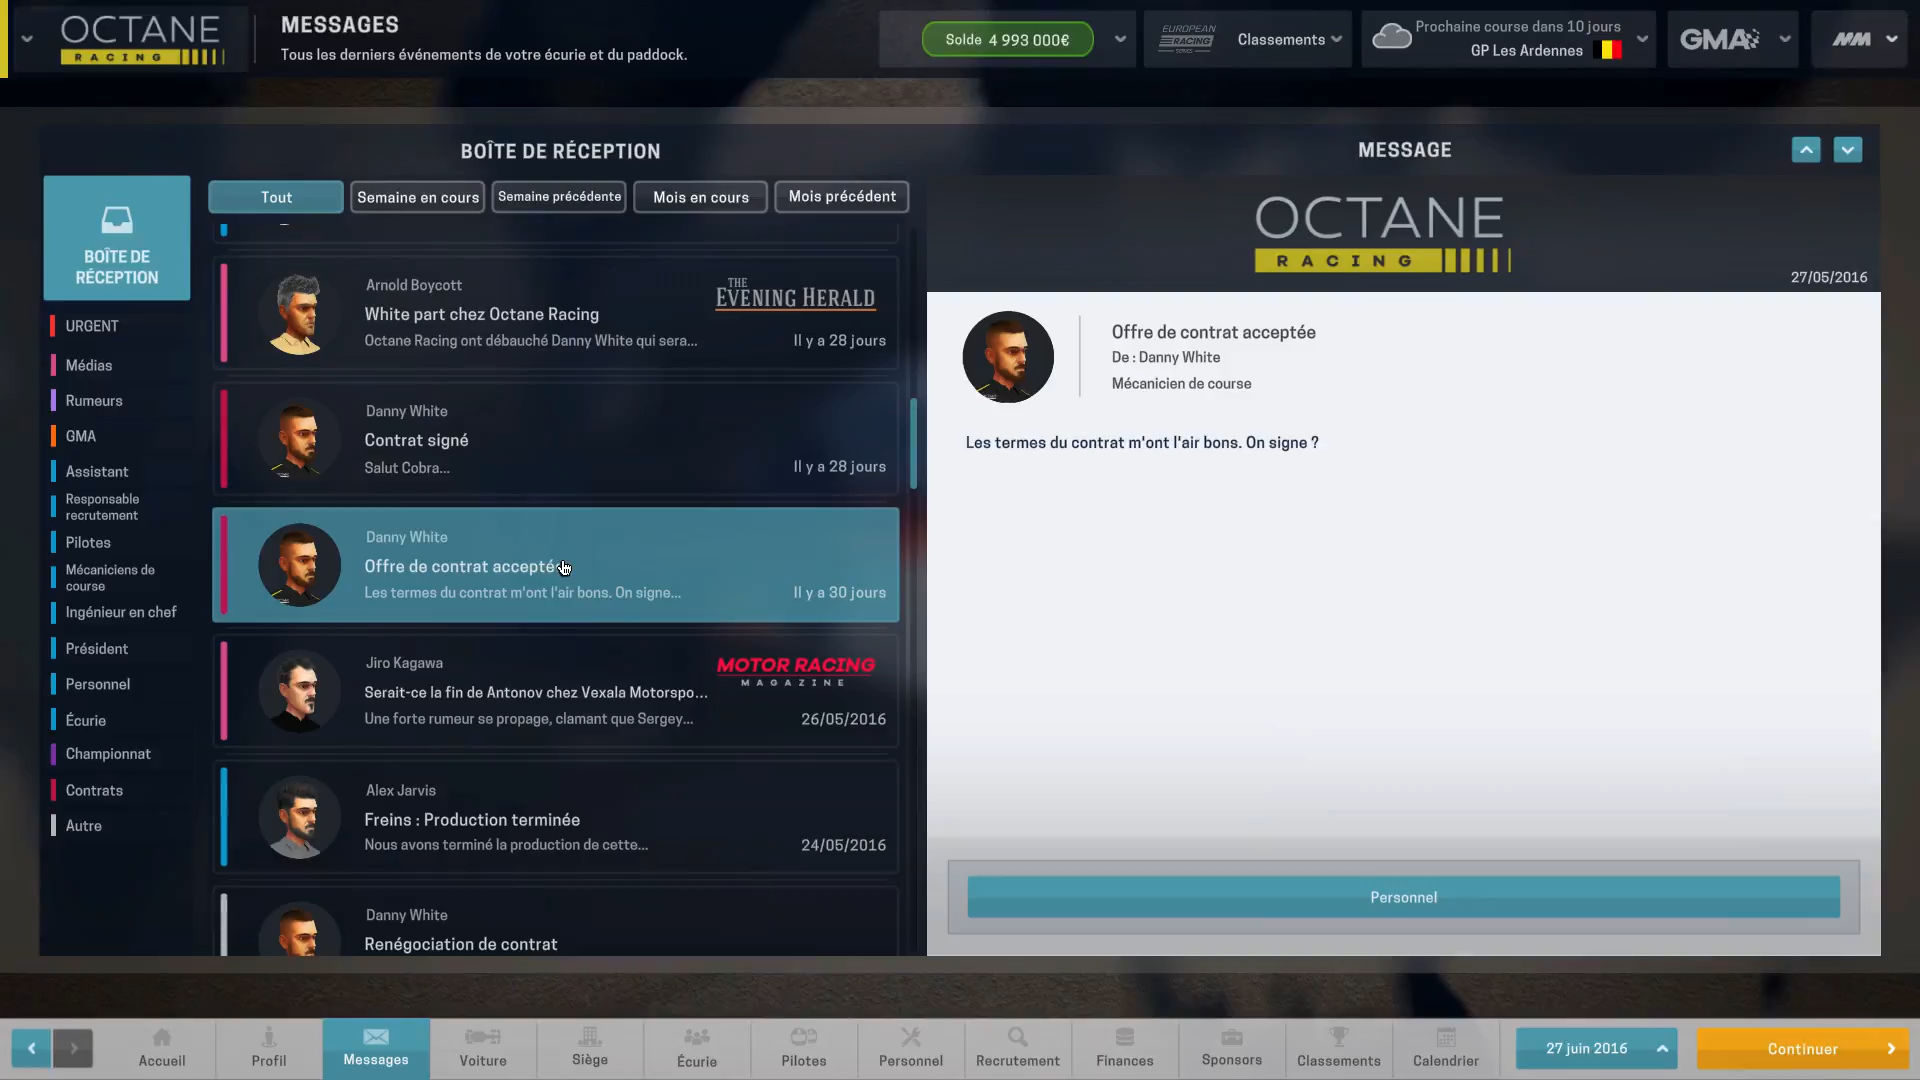 OCTANE
RACING
MESSAGES
Tous les derniers événements de votre écurie et du paddock.
Solde 4 993 000€
EUROPEAN
RACING
SERIES
Classements
Prochaine course dans 10 jours
GP Les Ardennes
GMA
MM
BOÎTE DE RÉCEPTION
MESSAGE
BOÎTE DE
RÉCEPTION
URGENT
Médias
Rumeurs
GMA
Assistant
Responsable
recrutement
Pilotes
Mécaniciens de
course
Ingénieur en chef
Président
Personnel
Écurie
Championnat
Contrats
Autre
Tout
Semaine en cours
Semaine précédente
Mois en cours
Mois précédent
Arnold Boycott
White part chez Octane Racing
Octane Racing ont débauché Danny White qui sera...
THE
EVENING HERALD
Il y a 28 jours
Danny White
Contrat signé
Salut Cobra...
Il y a 28 jours
Danny White
Offre de contrat acceptée
Les termes du contrat m'ont l'air bons. On signe...
Il y a 30 jours
Jiro Kagawa
Serait-ce la fin de Antonov chez Vexala Motorspo...
Une forte rumeur se propage, clamant que Sergey...
MOTOR RACING
MAGAZINE
26/05/2016
Alex Jarvis
Freins : Production terminée
Nous avons terminé la production de cette...
24/05/2016
Danny White
Renégociation de contrat
OCTANE
RACING
27/05/2016
Offre de contrat acceptée
De : Danny White
Mécanicien de course
Les termes du contrat m'ont l'air bons. On signe ?
Personnel
Accueil
Profil
Messages
Voiture
Siège
Écurie
Pilotes
Personnel
Recrutement
Finances
Sponsors
Classements
Calendrier
27 juin 2016
Continuer